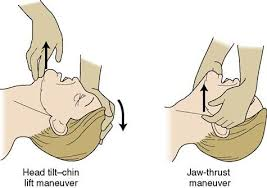 Head tilt–chin
lift maneuver
Jaw-thrust
maneuver